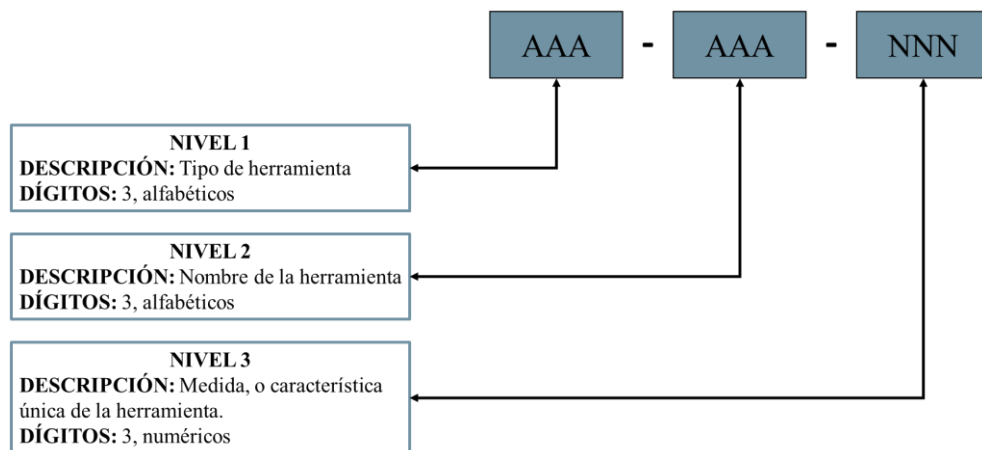 AAA - AAA - NNN
NIVEL 1
DESCRIPCIÓN: Tipo de herramienta
DÍGITOS: 3, alfabéticos
NIVEL 2
DESCRIPCIÓN: Nombre de la herramienta
DÍGITOS: 3, alfabéticos
NIVEL 3
DESCRIPCIÓN: Medida, o característica
única de la herramienta.
DÍGITOS: 3, numéricos